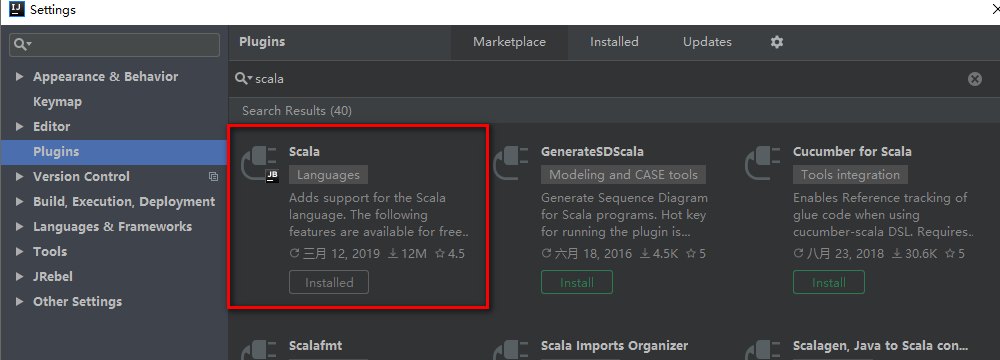 Settings
Plugins
Marketplace
Installed
Updates
scala
Appearance & Behavior
Keymap
Editor
Plugins
Version Control
Build, Execution, Deployment
Languages & Frameworks
Tools
JRebel
Other Settings
Search Results (40)
Scala
Languages
Adds support for the Scala
language. The following
features are available for free..
三月 12, 2019 12M 4.5
Installed
JB
GenerateSDScala
Modeling and CASE tools
Generate Sequence Diagram
for Scala programs. Hot key
for running the plugin is...
六月 18, 2016 4.5K 5
Install
Cucumber for Scala
Tools integration
Enables Reference tracking of
glue code when using
cucumber-scala DSL. Requires..
八月 23, 2018 30.6K 5
Install
Scalafmt
Scala Imports Organizer
Scalagen, Java to Scala con...